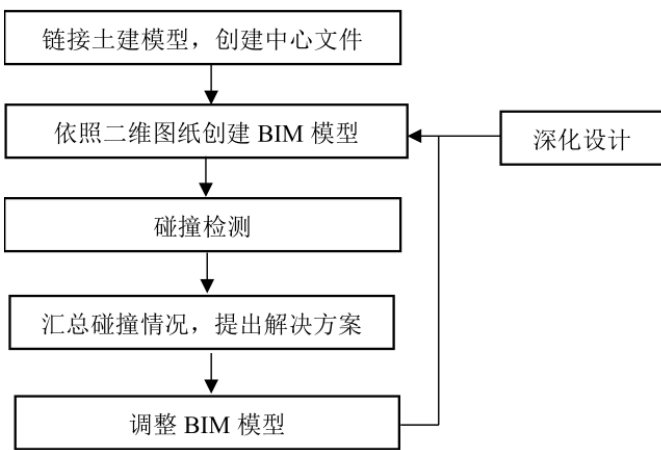 链接土建模型，创建中心文件
依照二维图纸创建 BIM 模型
深化设计
碰撞检测
汇总碰撞情况，提出解决方案
调整 BIM 模型